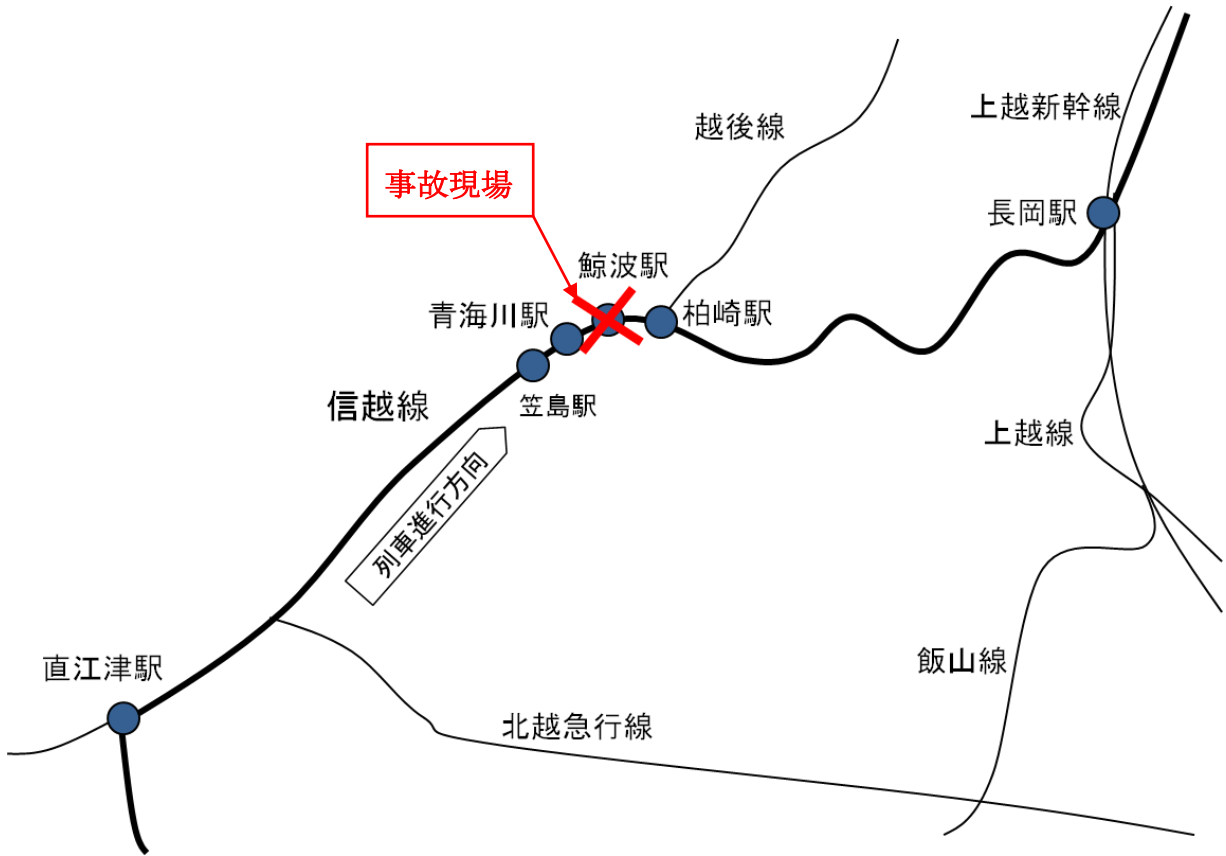 上越新幹線
越後線
事故現場
長岡駅
鯨波駅
青海川駅
柏崎駅
信越線
笠島駅
上越線
列車進行方向
直江津駅
飯山線
北越急行線